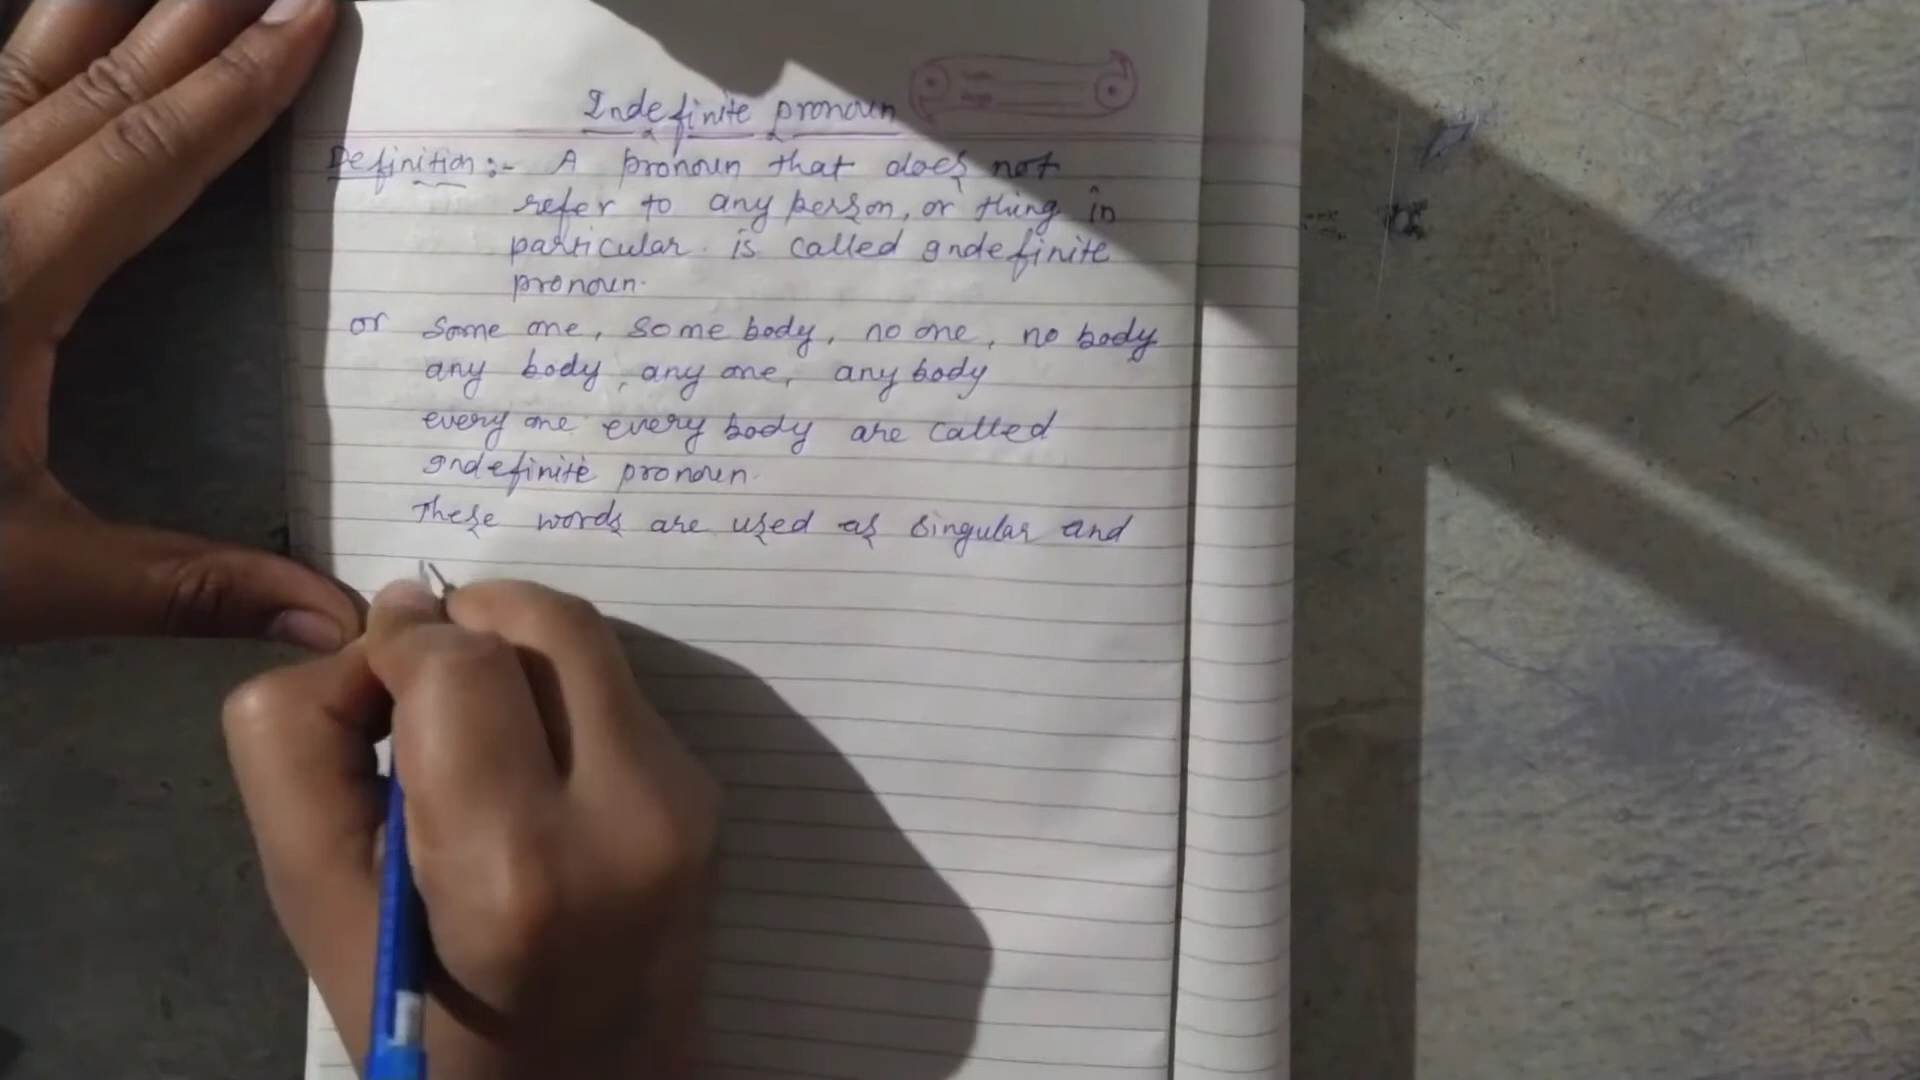 Indefinite pronoun
Definition :- A pronoun that does not
refer to any person, or thing in
particular is called Indefinite
pronoun.
or some one, some body, no one, no body
any body, any one, any body
every one every body are called
Indefinite pronoun.
These words are used as singular and